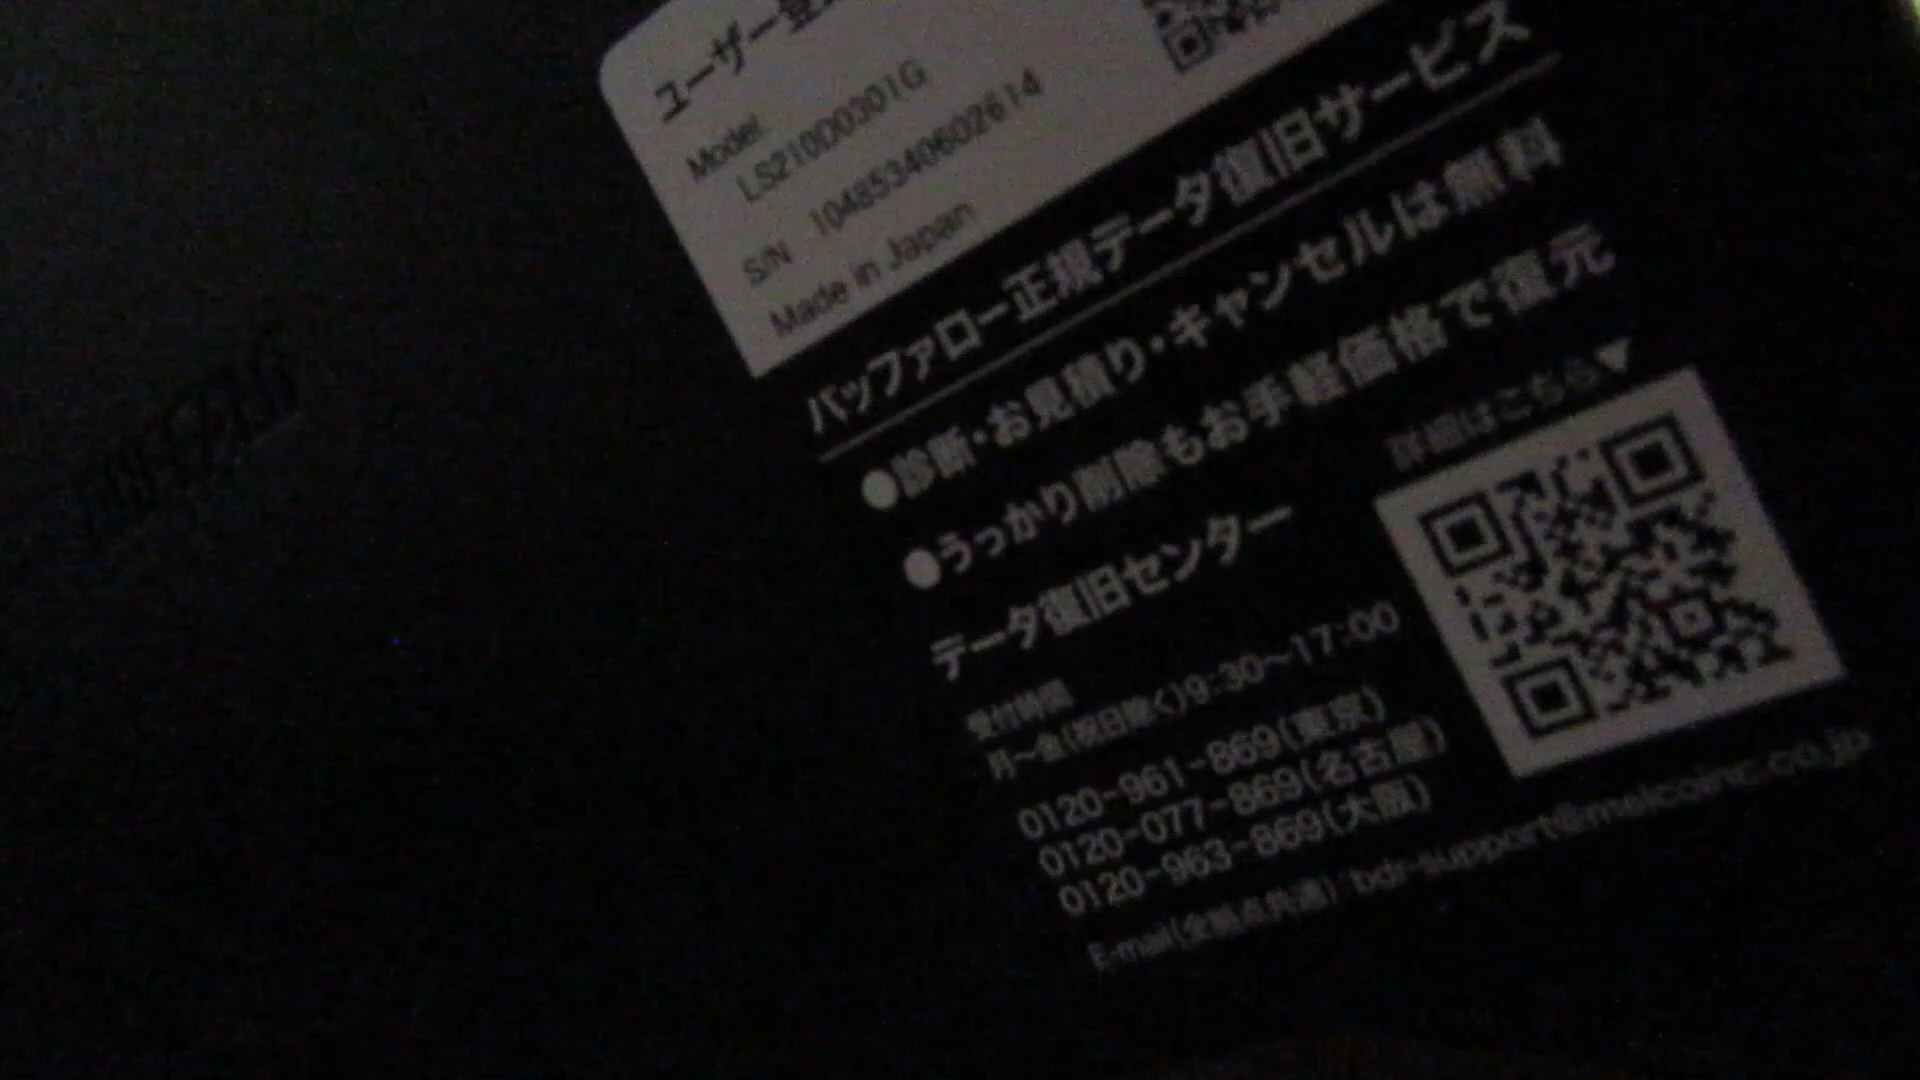 ユーザー登
Model
LS210D0301G
S/N 10485340602614
Made in Japan
バッファロー正規データ復旧サービス
●診断・お見積り・キャンセルは無料
●うっかり削除もお手軽価格で復元
データ復旧センター
受付時間
月～金(祝日除く)9:30～17:00
0120-961-869(東京)
0120-077-869(名古屋)
0120-963-869(大阪)
E-mail(全拠点共通) bdr-support@melcoinc.co.jp
詳細はこちら▼